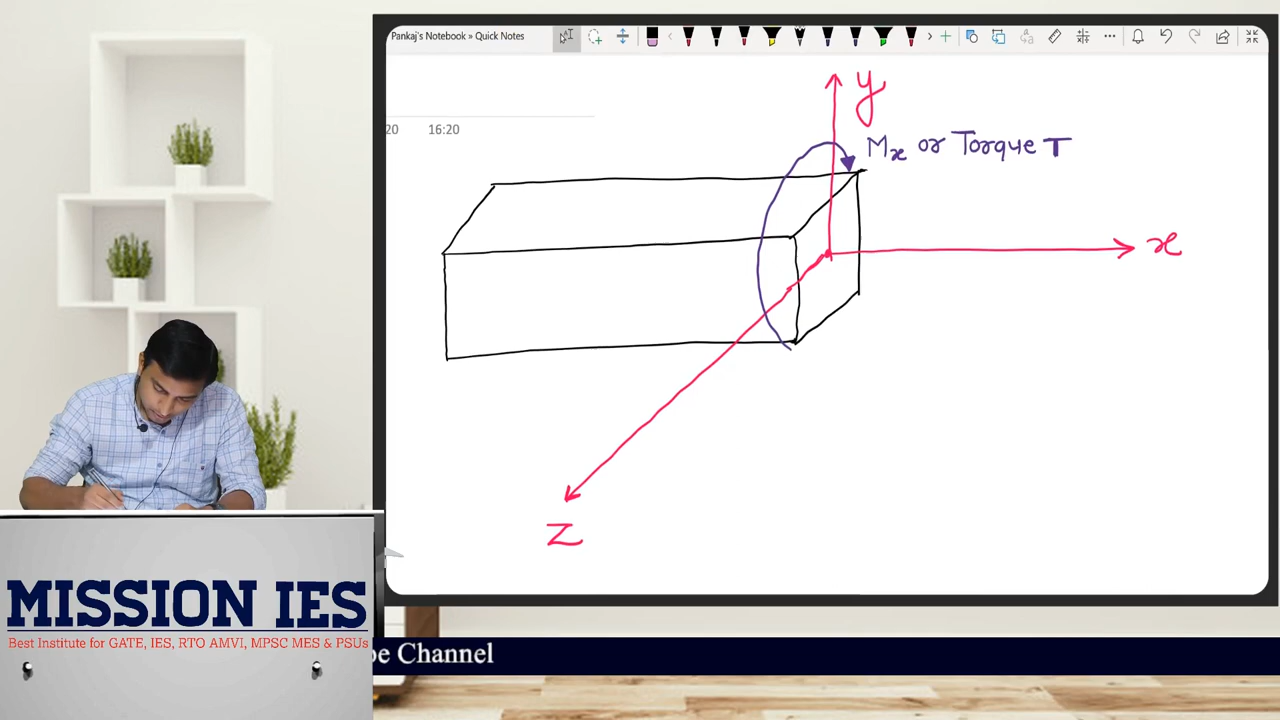 Pankaj's Notebook » Quick Notes
20 16:20
y
Mx or Torque T
x
z
MISSION IES
Best Institute for GATE, IES, RTO AMVI, MPSC MES & PSUs
be Channel